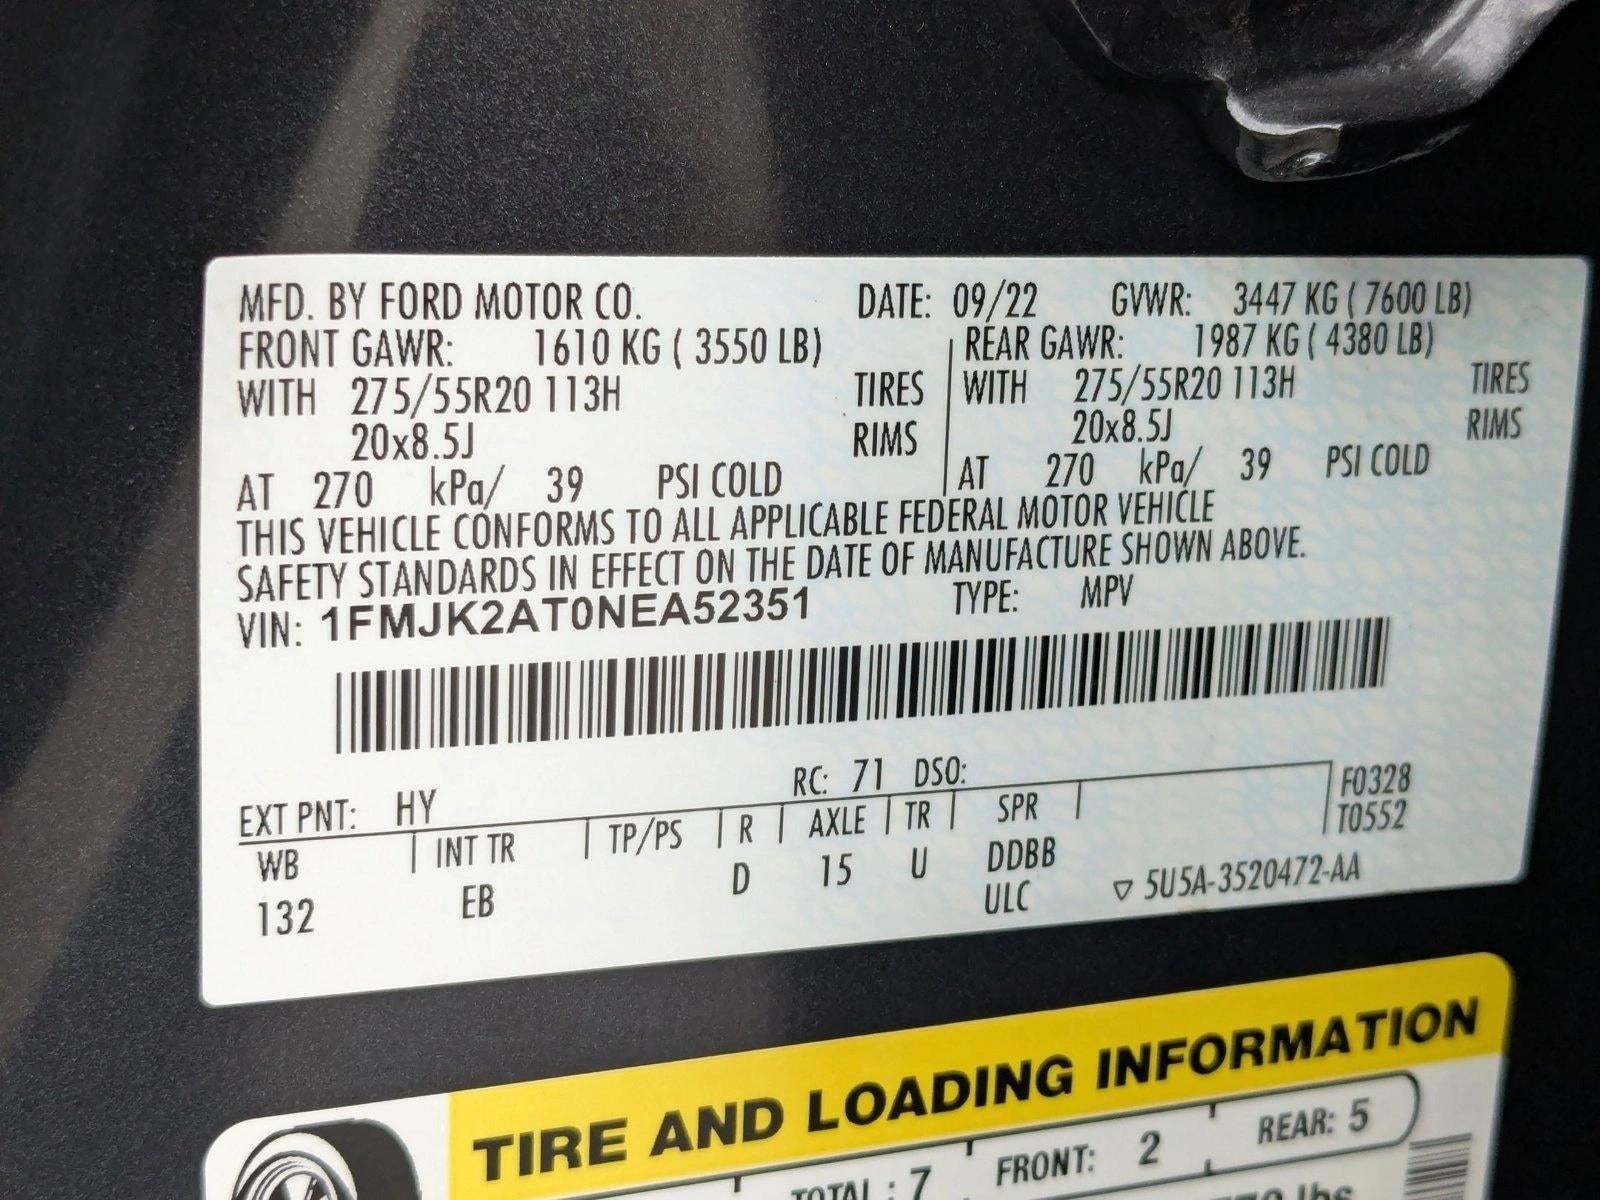 MFD. BY FORD MOTOR CO. DATE: 09/22 GVWR: 3447 KG ( 7600 LB)
FRONT GAWR: 1610 KG ( 3550 LB) REAR GAWR: 1987 KG ( 4380 LB)
WITH 275/55R20 113H TIRES WITH 275/55R20 113H TIRES
20x8.5J RIMS 20x8.5J RIMS
AT 270 kPa/ 39 PSI COLD AT 270 kPa/ 39 PSI COLD
THIS VEHICLE CONFORMS TO ALL APPLICABLE FEDERAL MOTOR VEHICLE
SAFETY STANDARDS IN EFFECT ON THE DATE OF MANUFACTURE SHOWN ABOVE.
VIN: 1FMJK2AT0NEA52351 TYPE: MPV
EXT PNT: HY RC: 71 DSO: F0328
WB INT TR TP/PS R AXLE TR SPR T0552
132 EB D 15 U DDBB
ULC ▽ 5U5A-3520472-AA
TIRE AND LOADING INFORMATION
TOTAL : 7 FRONT: 2 REAR: 5
lbs